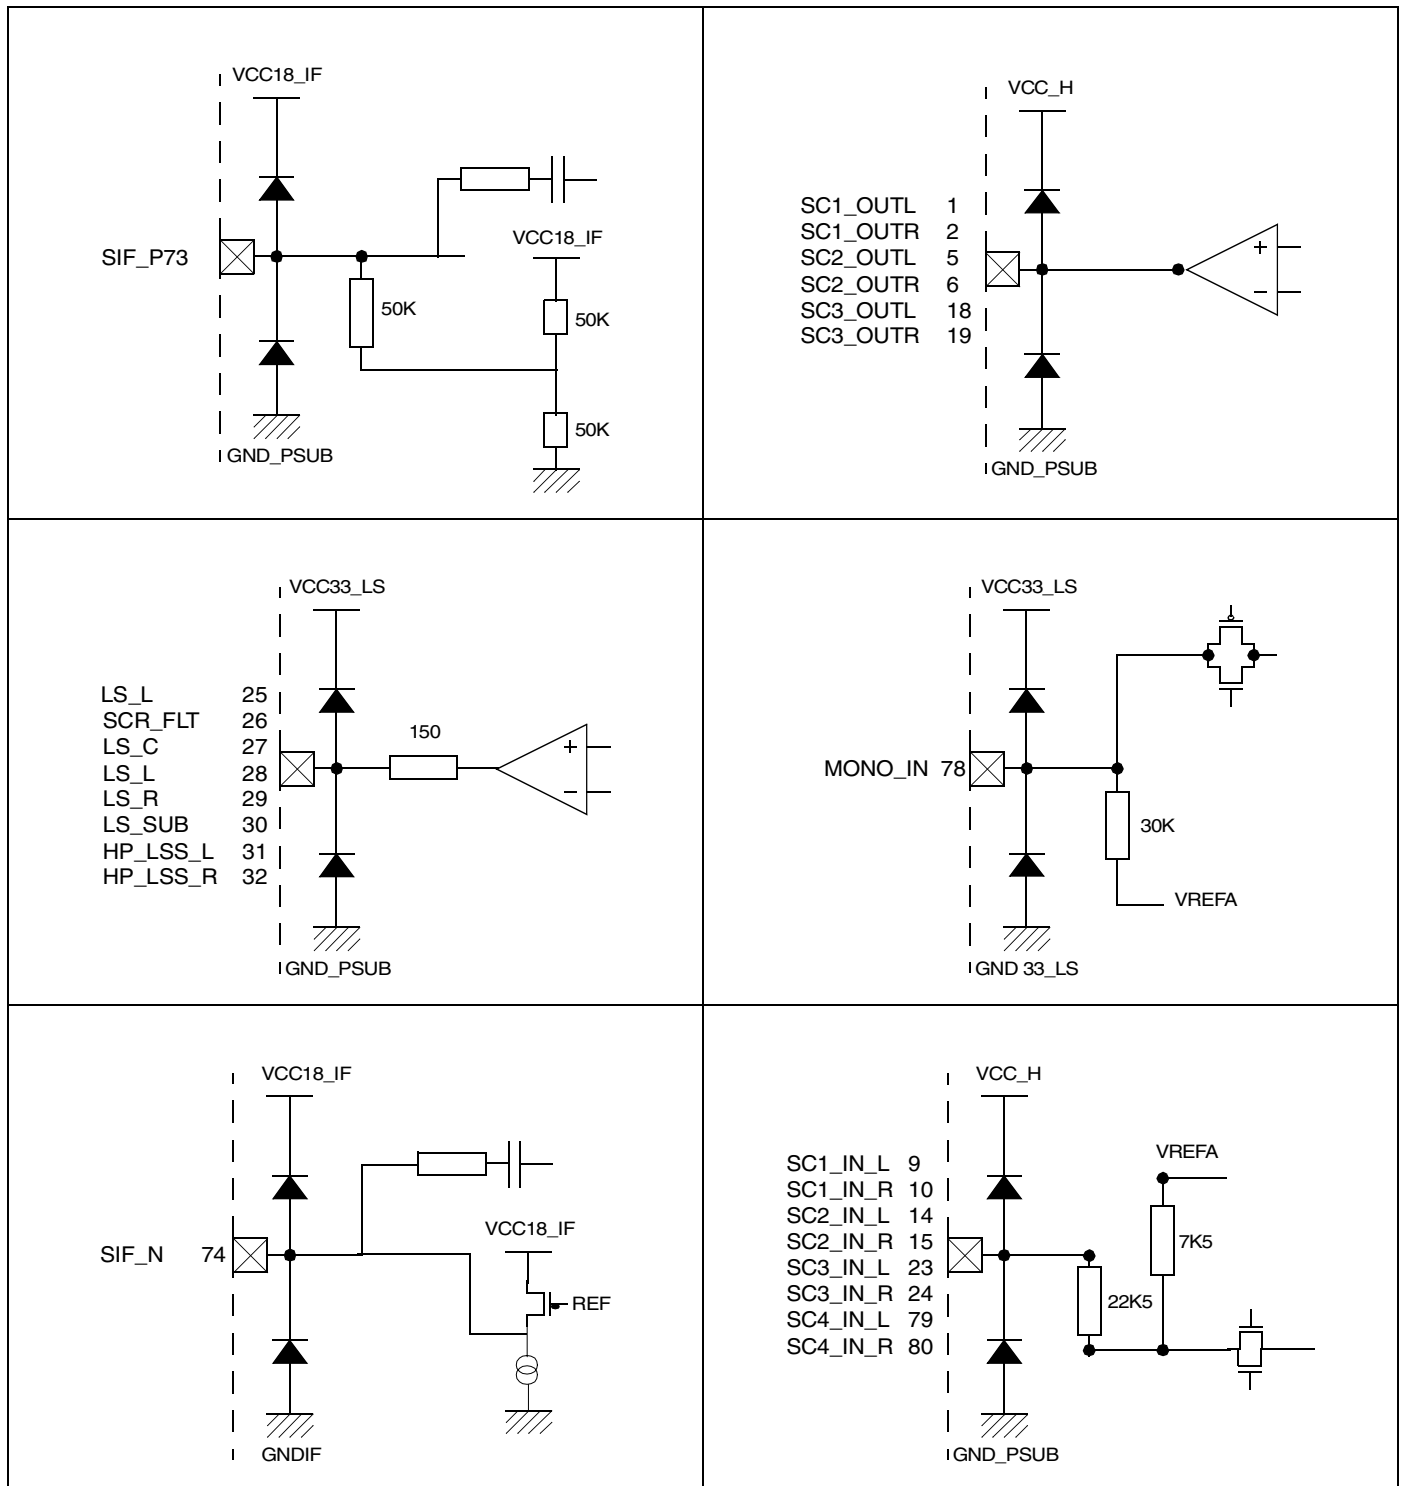 VCC18_IF
SIF_P73
VCC18_IF
50K
50K
50K
GND_PSUB
VCC_H
SC1_OUTL 1
SC1_OUTR 2
SC2_OUTL 5
SC2_OUTR 6
SC3_OUTL 18
SC3_OUTR 19
+
−
GND_PSUB
VCC33_LS
LS_L 25
SCR_FLT 26
LS_C 27
LS_L 28
LS_R 29
LS_SUB 30
HP_LSS_L 31
HP_LSS_R 32
150
+
−
GND_PSUB
VCC33_LS
MONO_IN 78
30K
VREFA
GND 33_LS
VCC18_IF
SIF_N 74
VCC18_IF
REF
GNDIF
VCC_H
SC1_IN_L 9
SC1_IN_R 10
SC2_IN_L 14
SC2_IN_R 15
SC3_IN_L 23
SC3_IN_R 24
SC4_IN_L 79
SC4_IN_R 80
VREFA
7K5
22K5
GND_PSUB